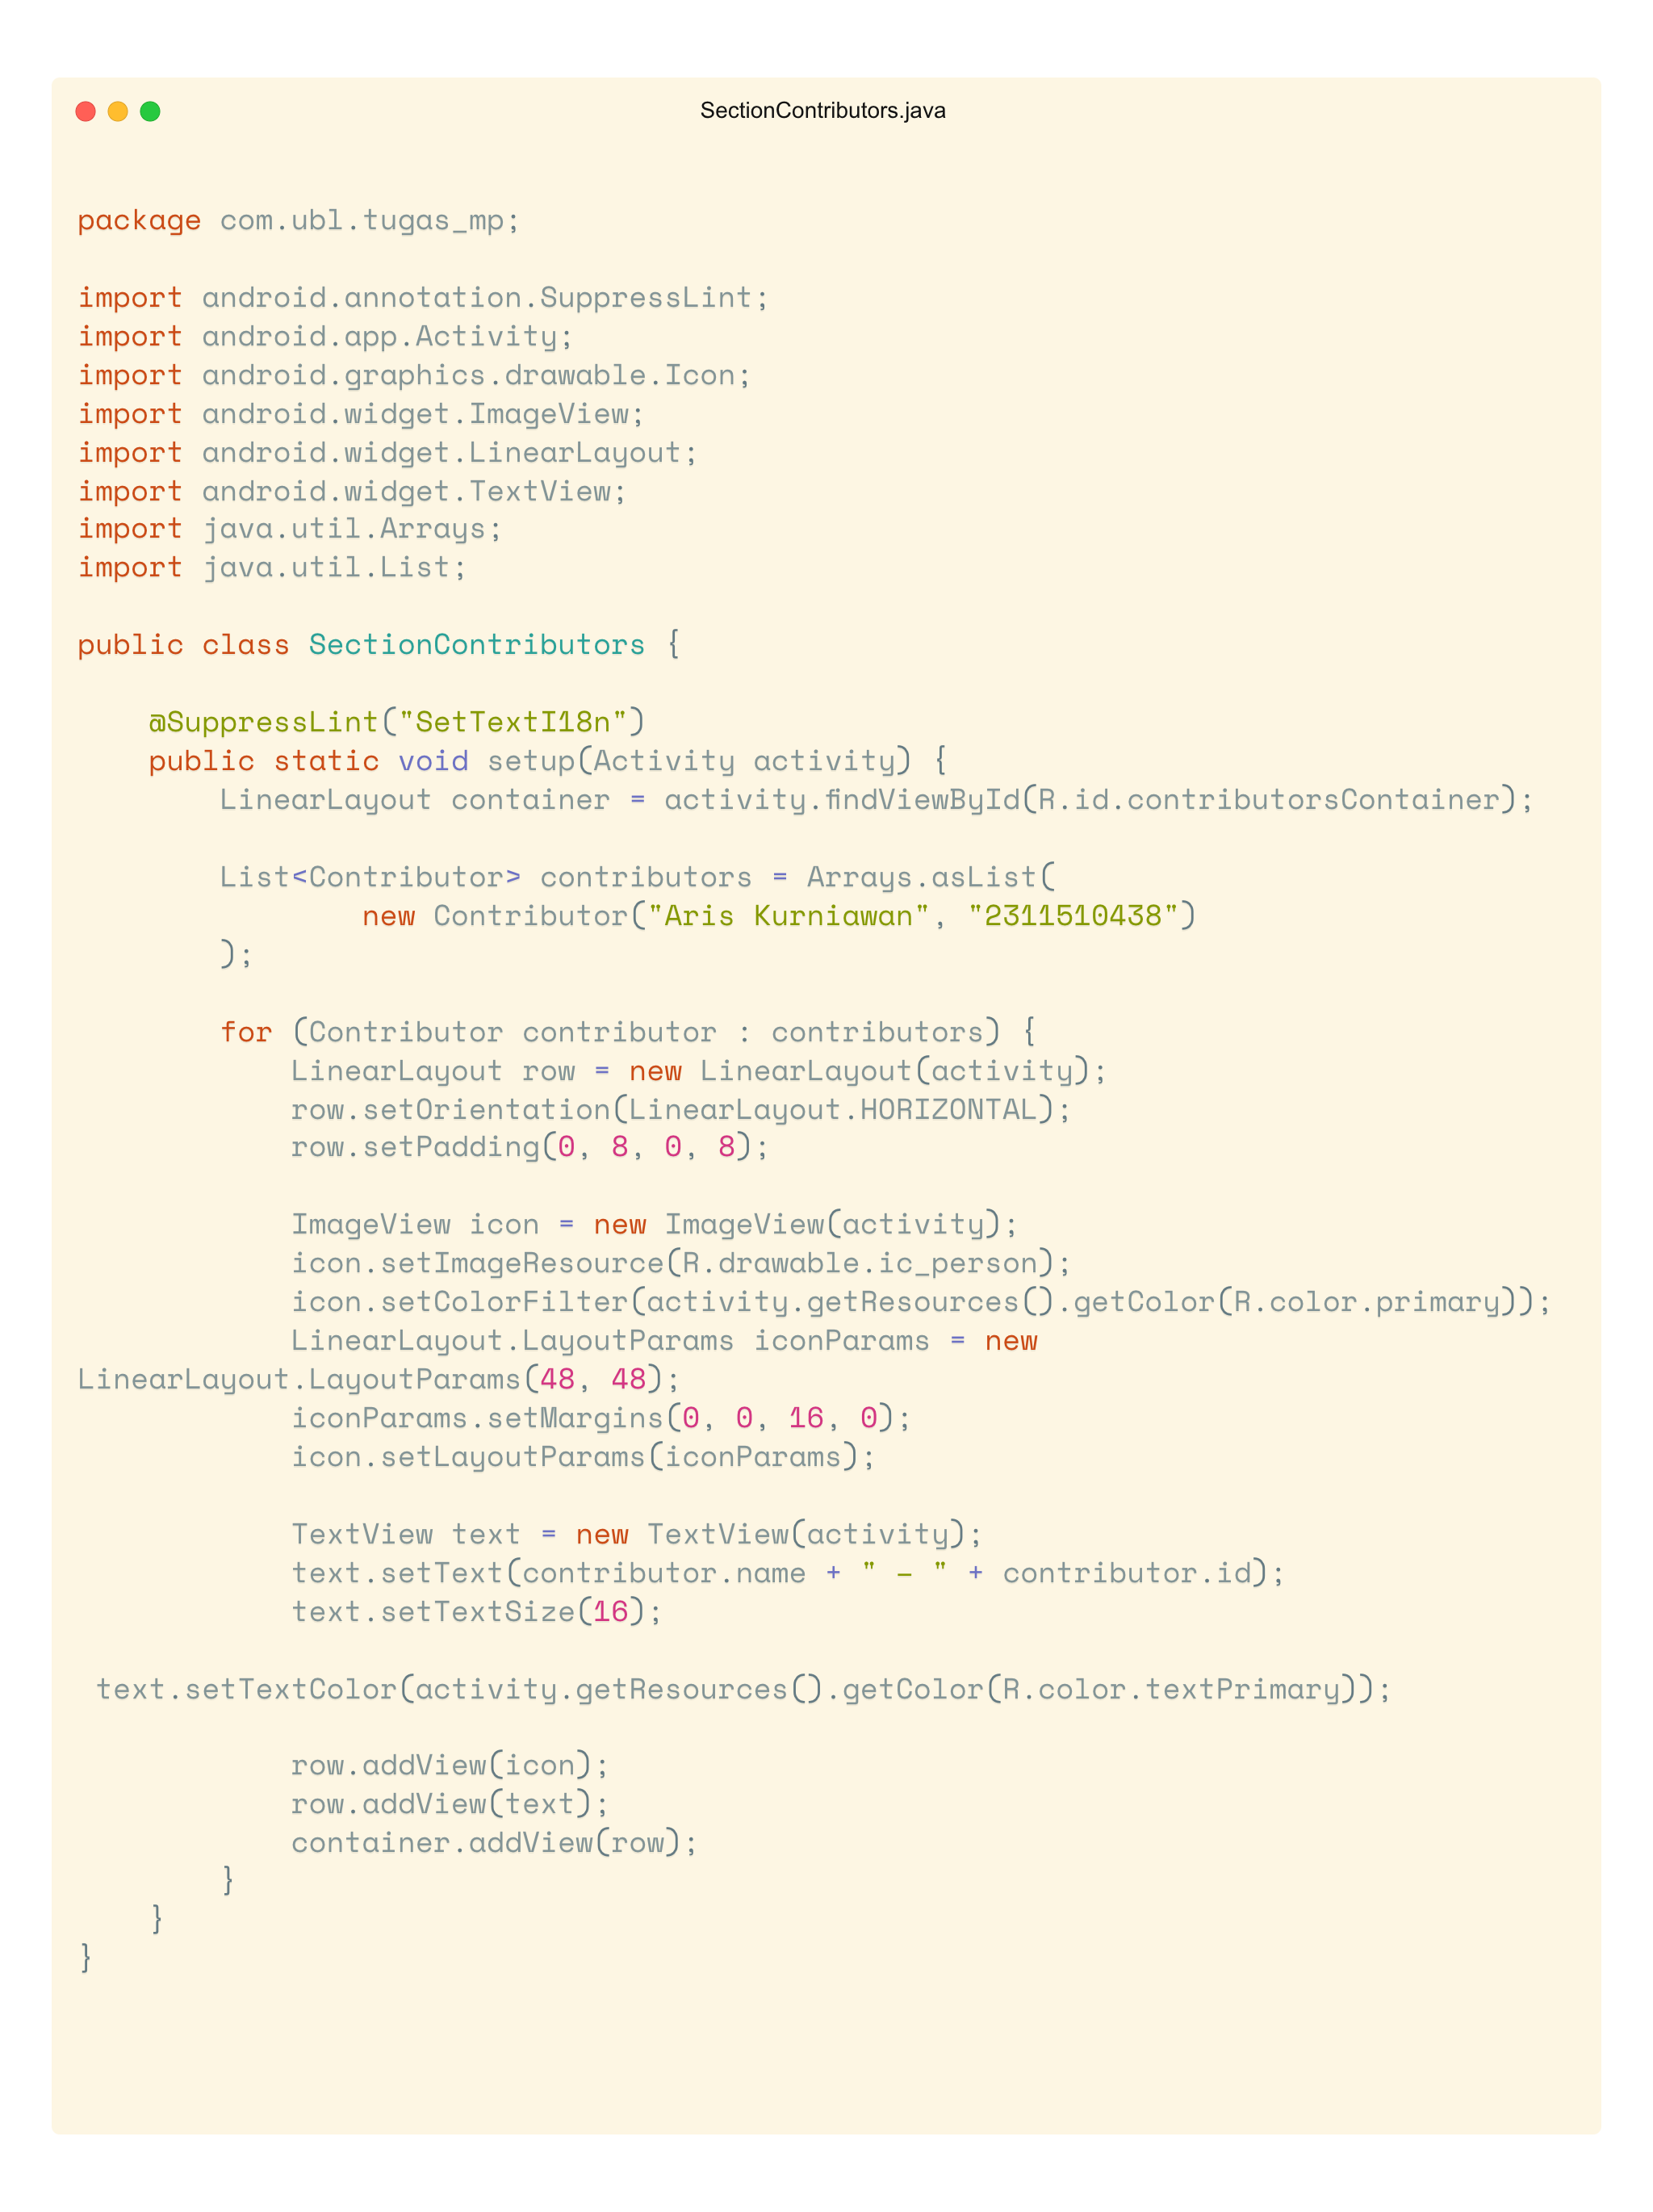 SectionContributors.java
package com.ubl.tugas_mp;
import android.annotation.SuppressLint;
import android.app.Activity;
import android.graphics.drawable.Icon;
import android.widget.ImageView;
import android.widget.LinearLayout;
import android.widget.TextView;
import java.util.Arrays;
import java.util.List;
public class SectionContributors {
    @SuppressLint("SetTextI18n")
    public static void setup(Activity activity) {
        LinearLayout container = activity.findViewById(R.id.contributorsContainer);
        List<Contributor> contributors = Arrays.asList(
                new Contributor("Aris Kurniawan", "2311510438")
        );
        for (Contributor contributor : contributors) {
            LinearLayout row = new LinearLayout(activity);
            row.setOrientation(LinearLayout.HORIZONTAL);
            row.setPadding(0, 8, 0, 8);
            ImageView icon = new ImageView(activity);
            icon.setImageResource(R.drawable.ic_person);
            icon.setColorFilter(activity.getResources().getColor(R.color.primary));
            LinearLayout.LayoutParams iconParams = new
LinearLayout.LayoutParams(48, 48);
            iconParams.setMargins(0, 0, 16, 0);
            icon.setLayoutParams(iconParams);
            TextView text = new TextView(activity);
            text.setText(contributor.name + " - " + contributor.id);
            text.setTextSize(16);
 text.setTextColor(activity.getResources().getColor(R.color.textPrimary));
            row.addView(icon);
            row.addView(text);
            container.addView(row);
        }
    }
}